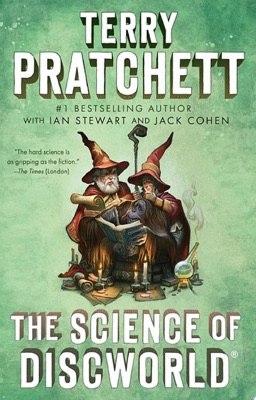 TERRY
PRATCHETT
#1 BESTSELLING AUTHOR
WITH IAN STEWART AND JACK COHEN
"The hard science is
as gripping as the fiction."
—The Times (London)
THE SCIENCE OF
DISCWORLD®